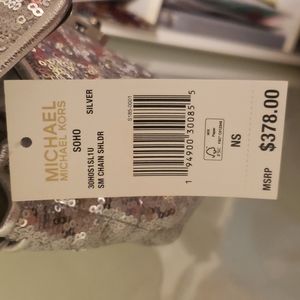 MICHAEL
MICHAEL KORS
SOHO
SILVER
30H0S1SL1U
SM CHAIN SHLDR
1 94900 30085 5
NS
MSRP $378.00